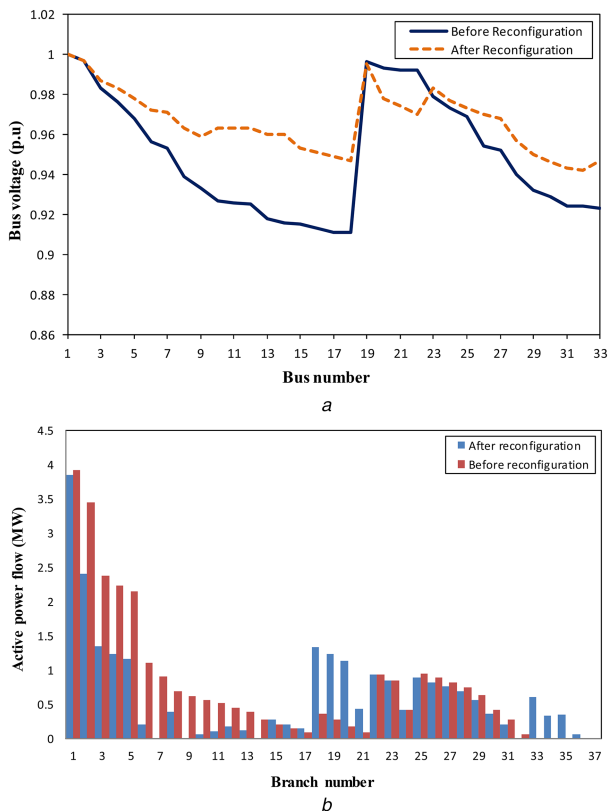 Before Reconfiguration
After Reconfiguration
1.02
1
0.98
0.96
0.94
0.92
0.9
0.88
0.86
Bus voltage (p.u)
1 3 5 7 9 11 13 15 17 19 21 23 25 27 29 31 33
Bus number
a
After reconfiguration
Before reconfiguration
4.5
4
3.5
3
2.5
2
1.5
1
0.5
0
Active power flow (MW)
1 3 5 7 9 11 13 15 17 19 21 23 25 27 29 31 33 35 37
Branch number
b